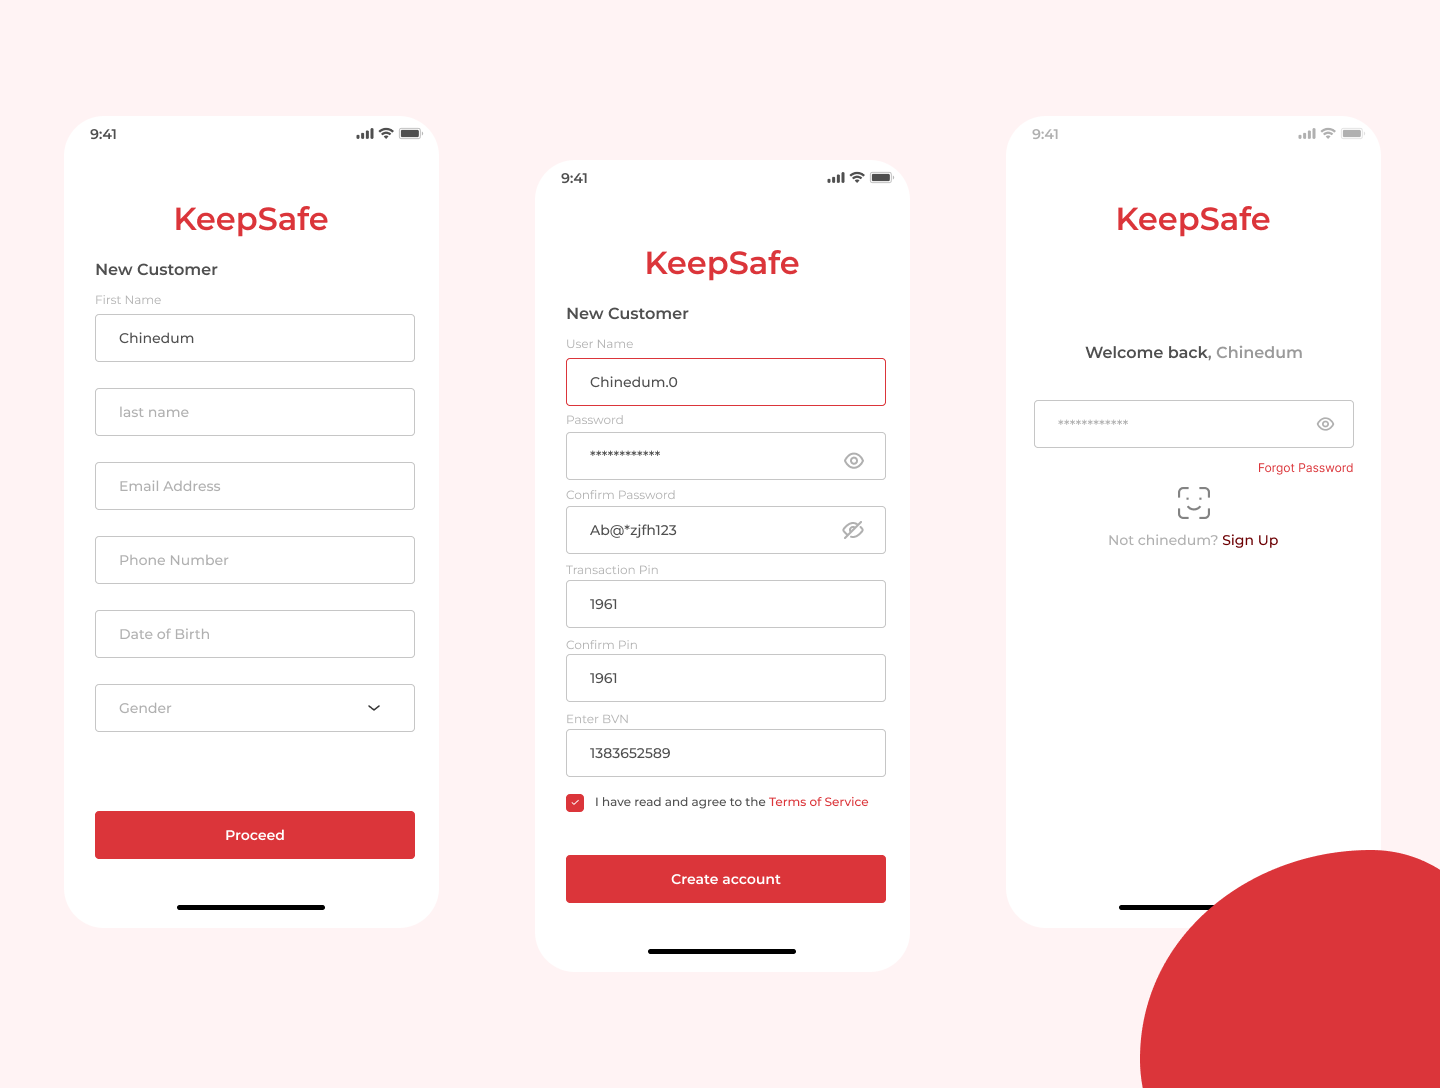 9:41
KeepSafe
New Customer
First Name
Chinedum
last name
Email Address
Phone Number
Date of Birth
Gender
Proceed
9:41
KeepSafe
New Customer
User Name
Chinedum.0
Password
************
Confirm Password
Ab@*zjfh123
Transaction Pin
1961
Confirm Pin
1961
Enter BVN
1383652589
I have read and agree to the Terms of Service
Create account
9:41
KeepSafe
Welcome back, Chinedum
************
Forgot Password
Not chinedum? Sign Up